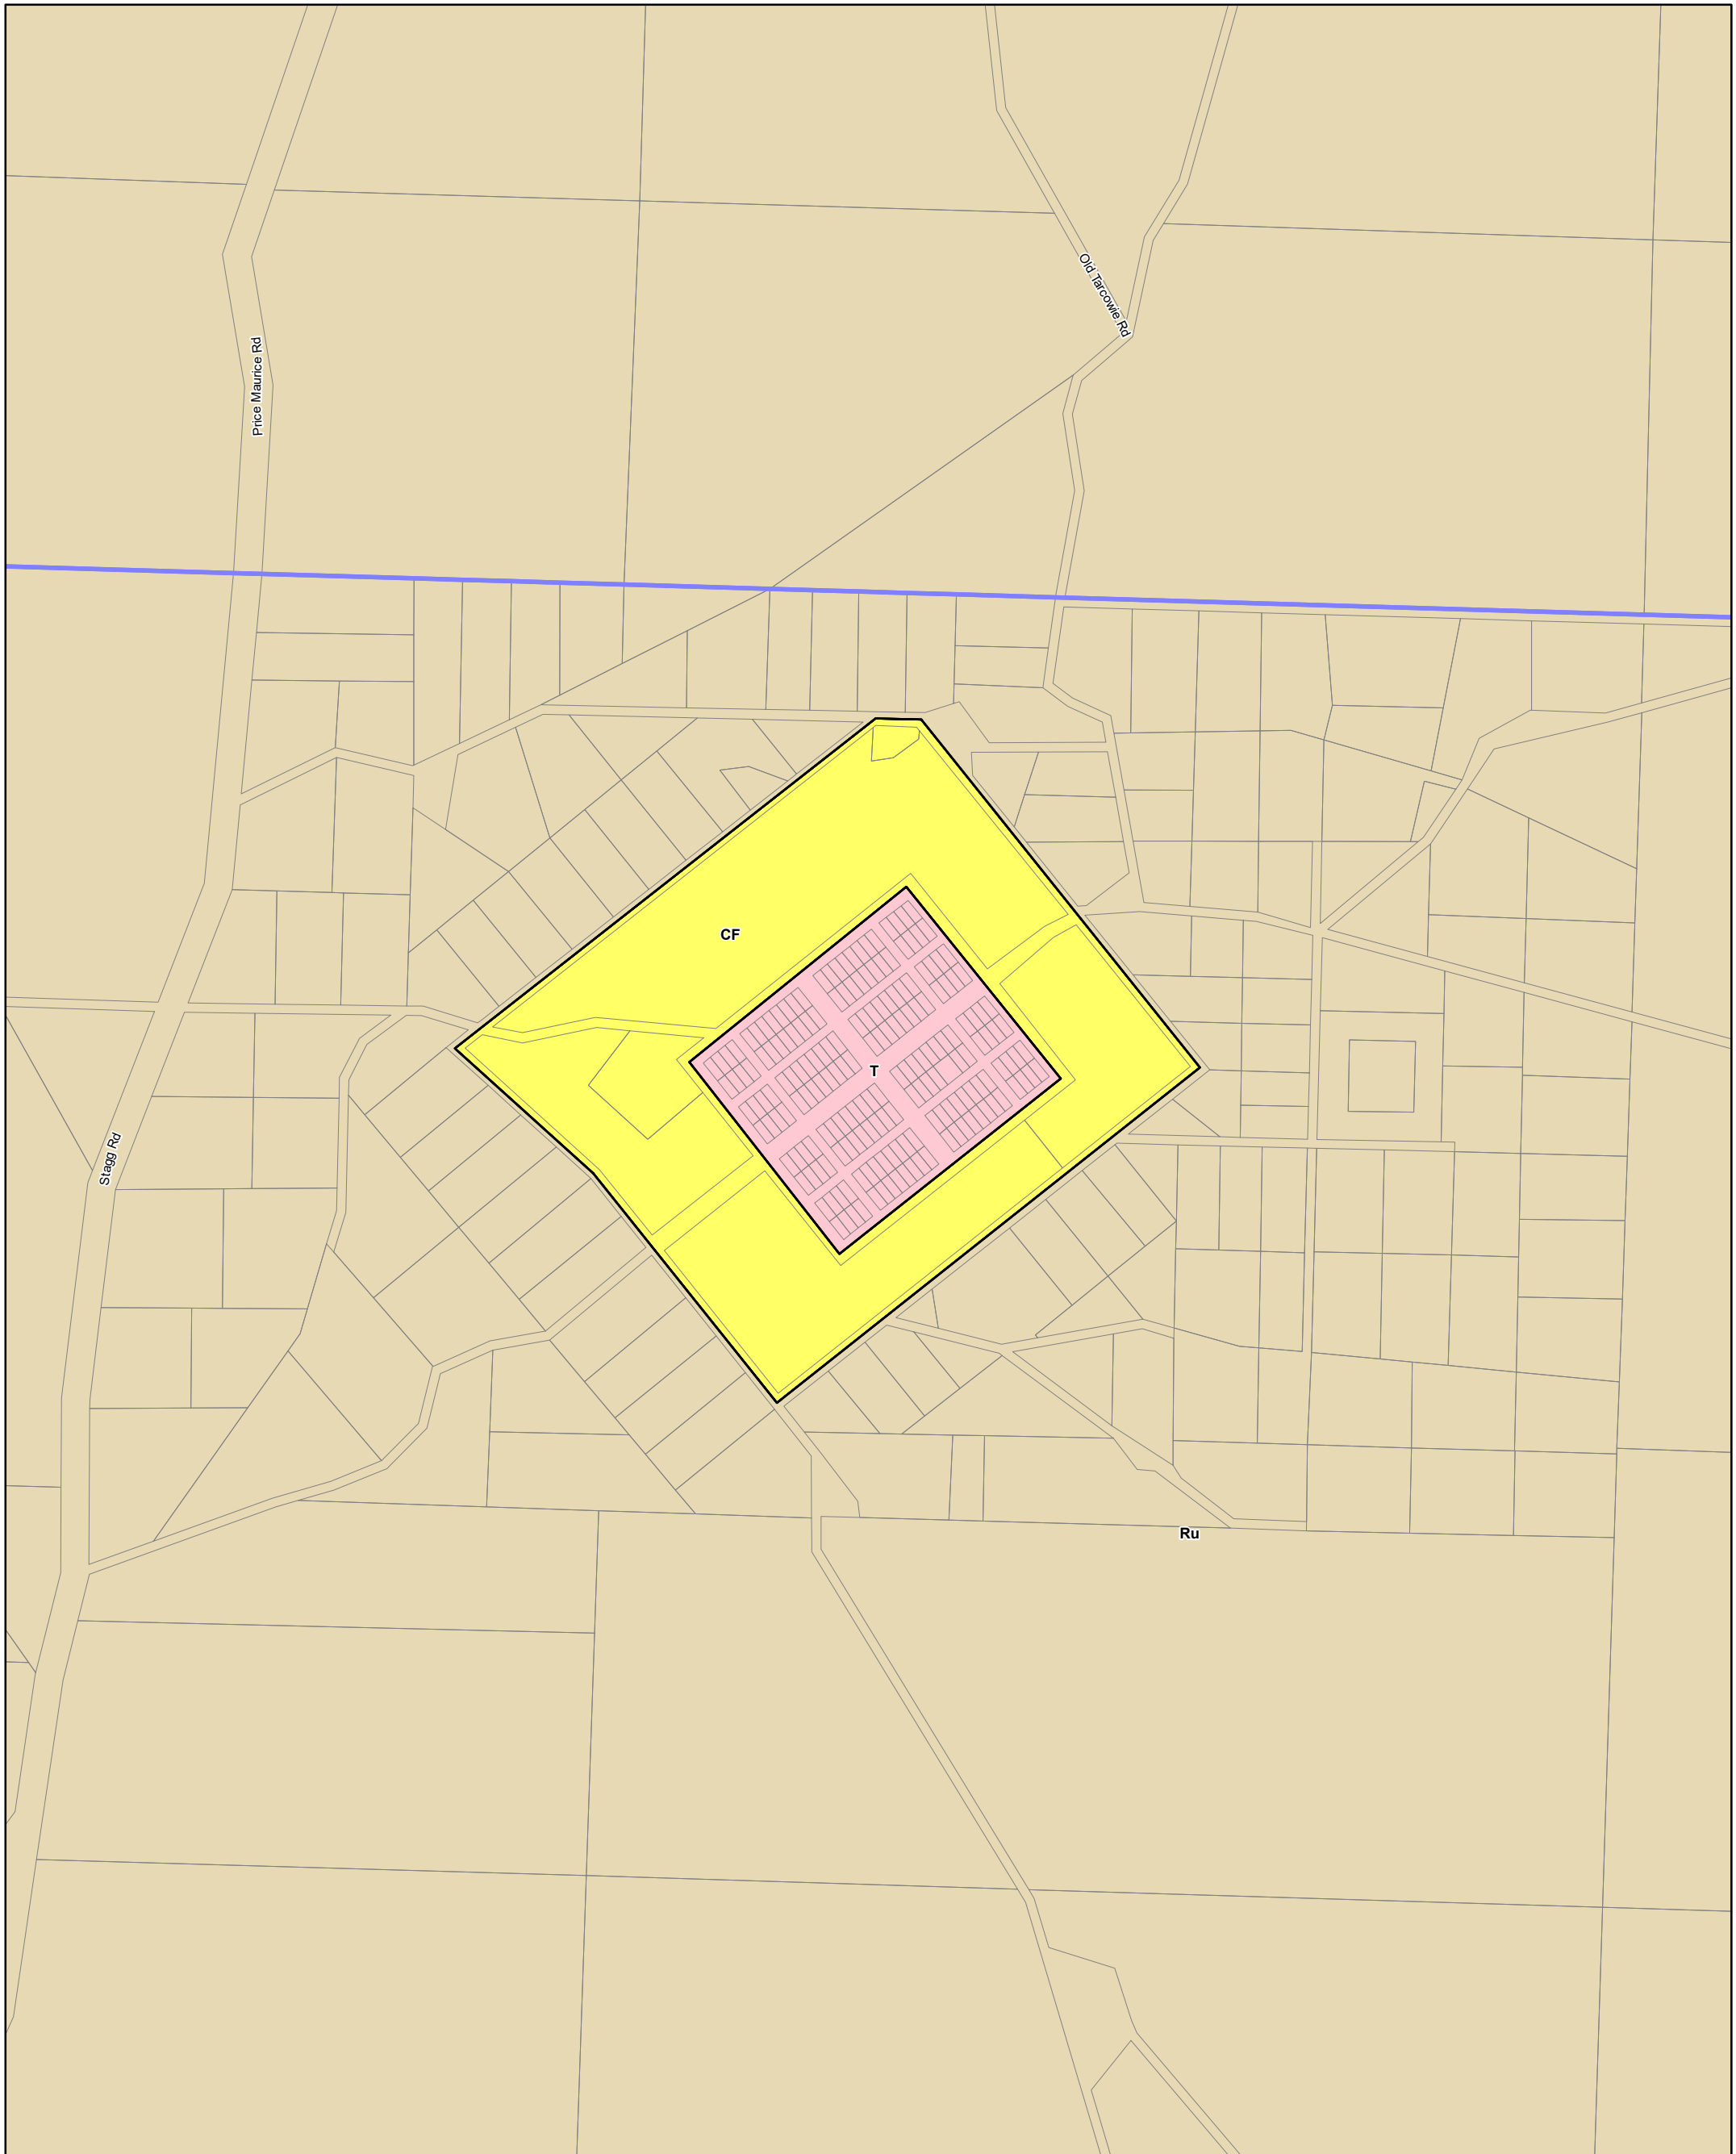 Old Tarcowie Rd
Price Maurice Rd
CF
T
Stagg Rd
Ru